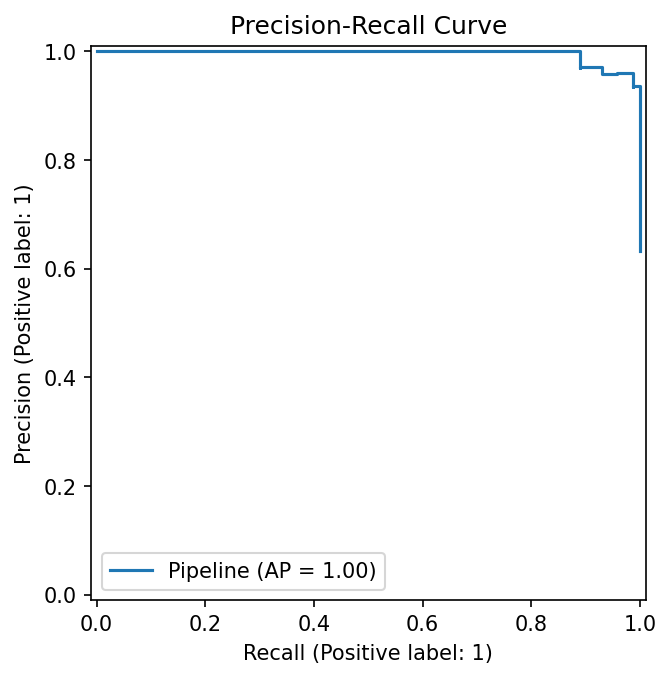 Precision-Recall Curve
1.0
0.8
0.6
0.4
0.2
0.0
Precision (Positive label: 1)
Pipeline (AP = 1.00)
0.0 0.2 0.4 0.6 0.8 1.0
Recall (Positive label: 1)